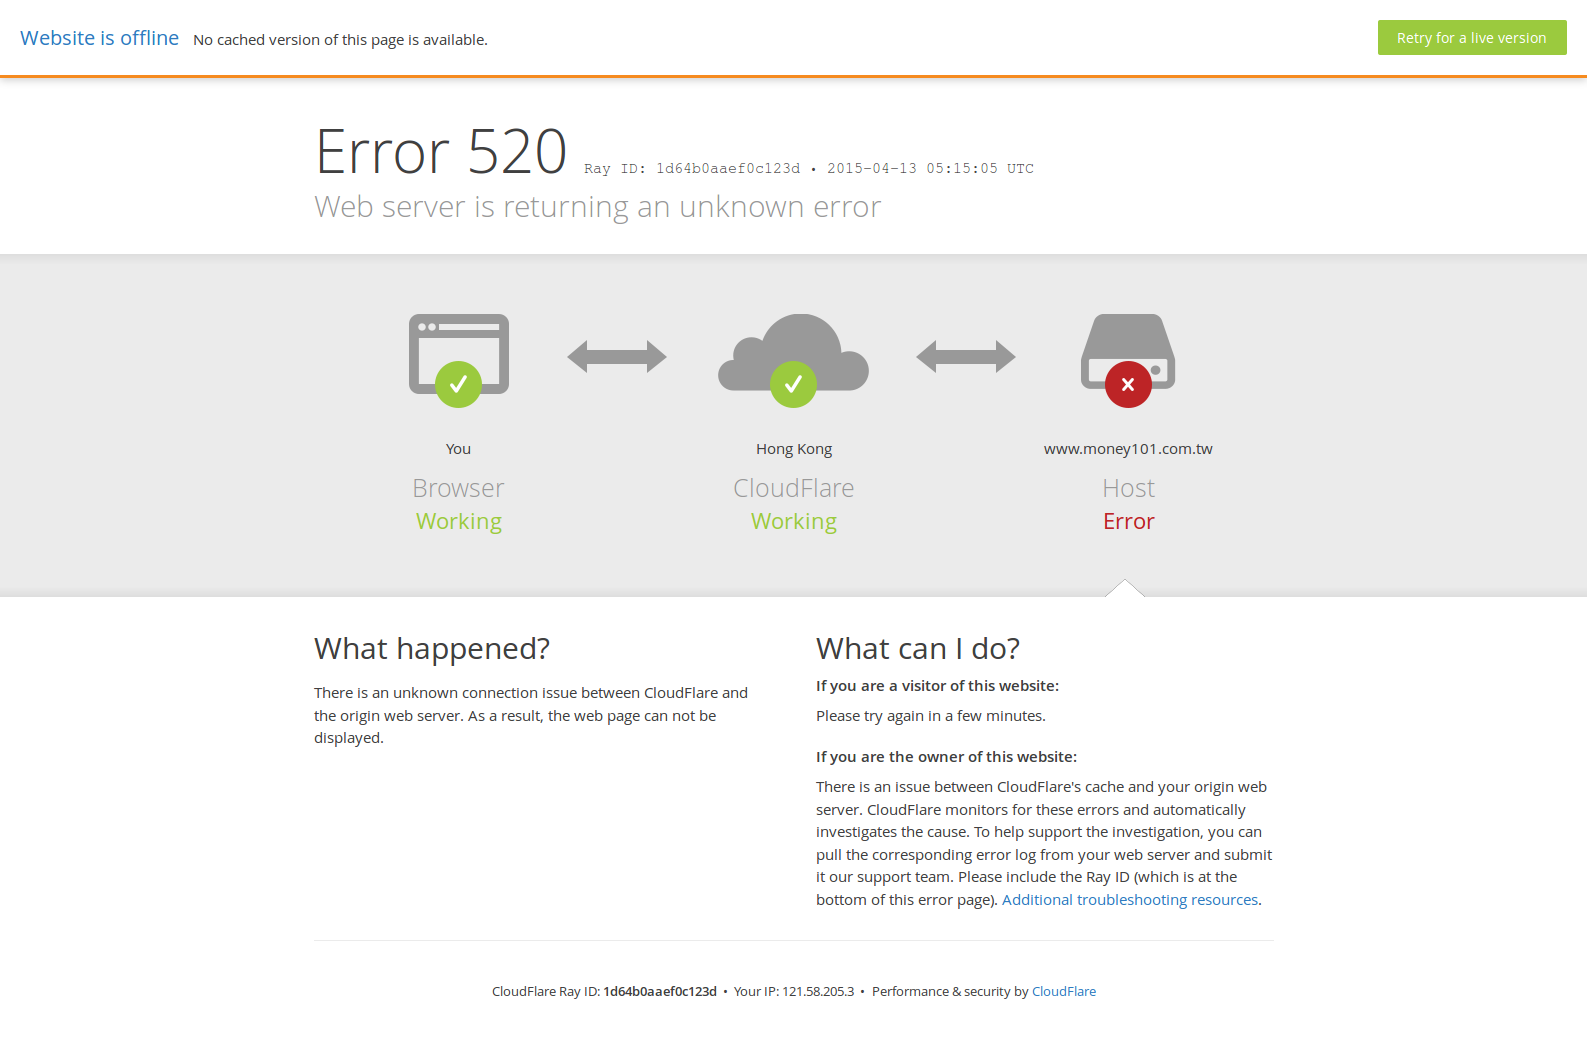 Website is offline No cached version of this page is available. Retry for a live version
Error 520 Ray ID: 1d64b0aaef0c123d • 2015-04-13 05:15:05 UTC
Web server is returning an unknown error
You Hong Kong www.money101.com.tw
Browser CloudFlare Host
Working Working Error
What happened?
There is an unknown connection issue between CloudFlare and
the origin web server. As a result, the web page can not be
displayed.
What can I do?
If you are a visitor of this website:
Please try again in a few minutes.
If you are the owner of this website:
There is an issue between CloudFlare's cache and your origin web
server. CloudFlare monitors for these errors and automatically
investigates the cause. To help support the investigation, you can
pull the corresponding error log from your web server and submit
it our support team. Please include the Ray ID (which is at the
bottom of this error page). Additional troubleshooting resources.
CloudFlare Ray ID: 1d64b0aaef0c123d • Your IP: 121.58.205.3 • Performance & security by CloudFlare